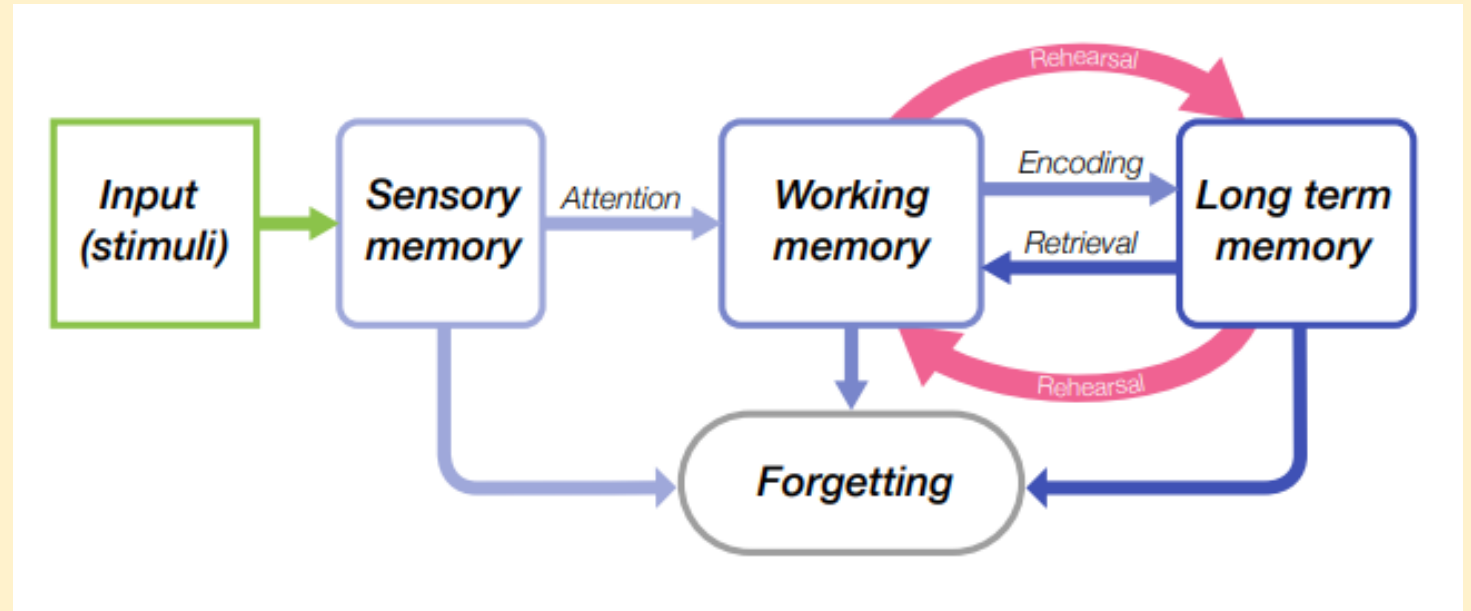 Rehearsal
Input
(stimuli)
Sensory
memory
Attention
Working
memory
Encoding
Retrieval
Long term
memory
Rehearsal
Forgetting